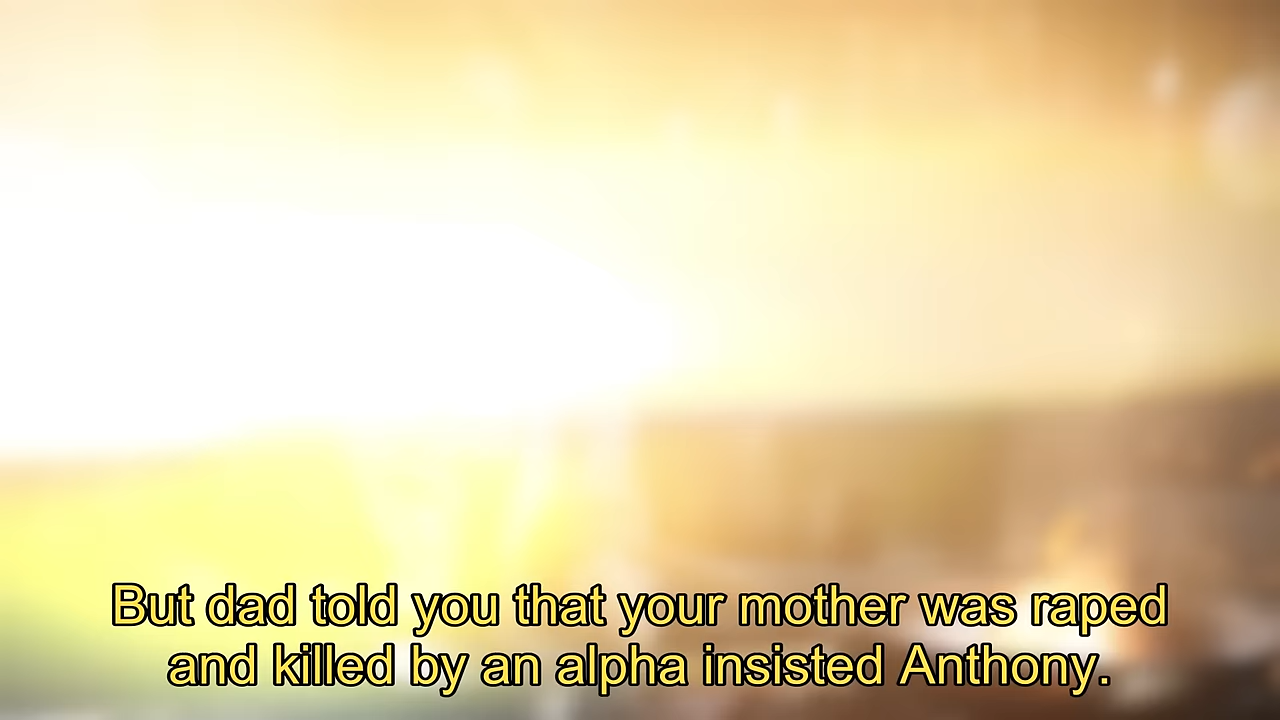 But dad told you that your mother was raped
and killed by an alpha insisted Anthony.